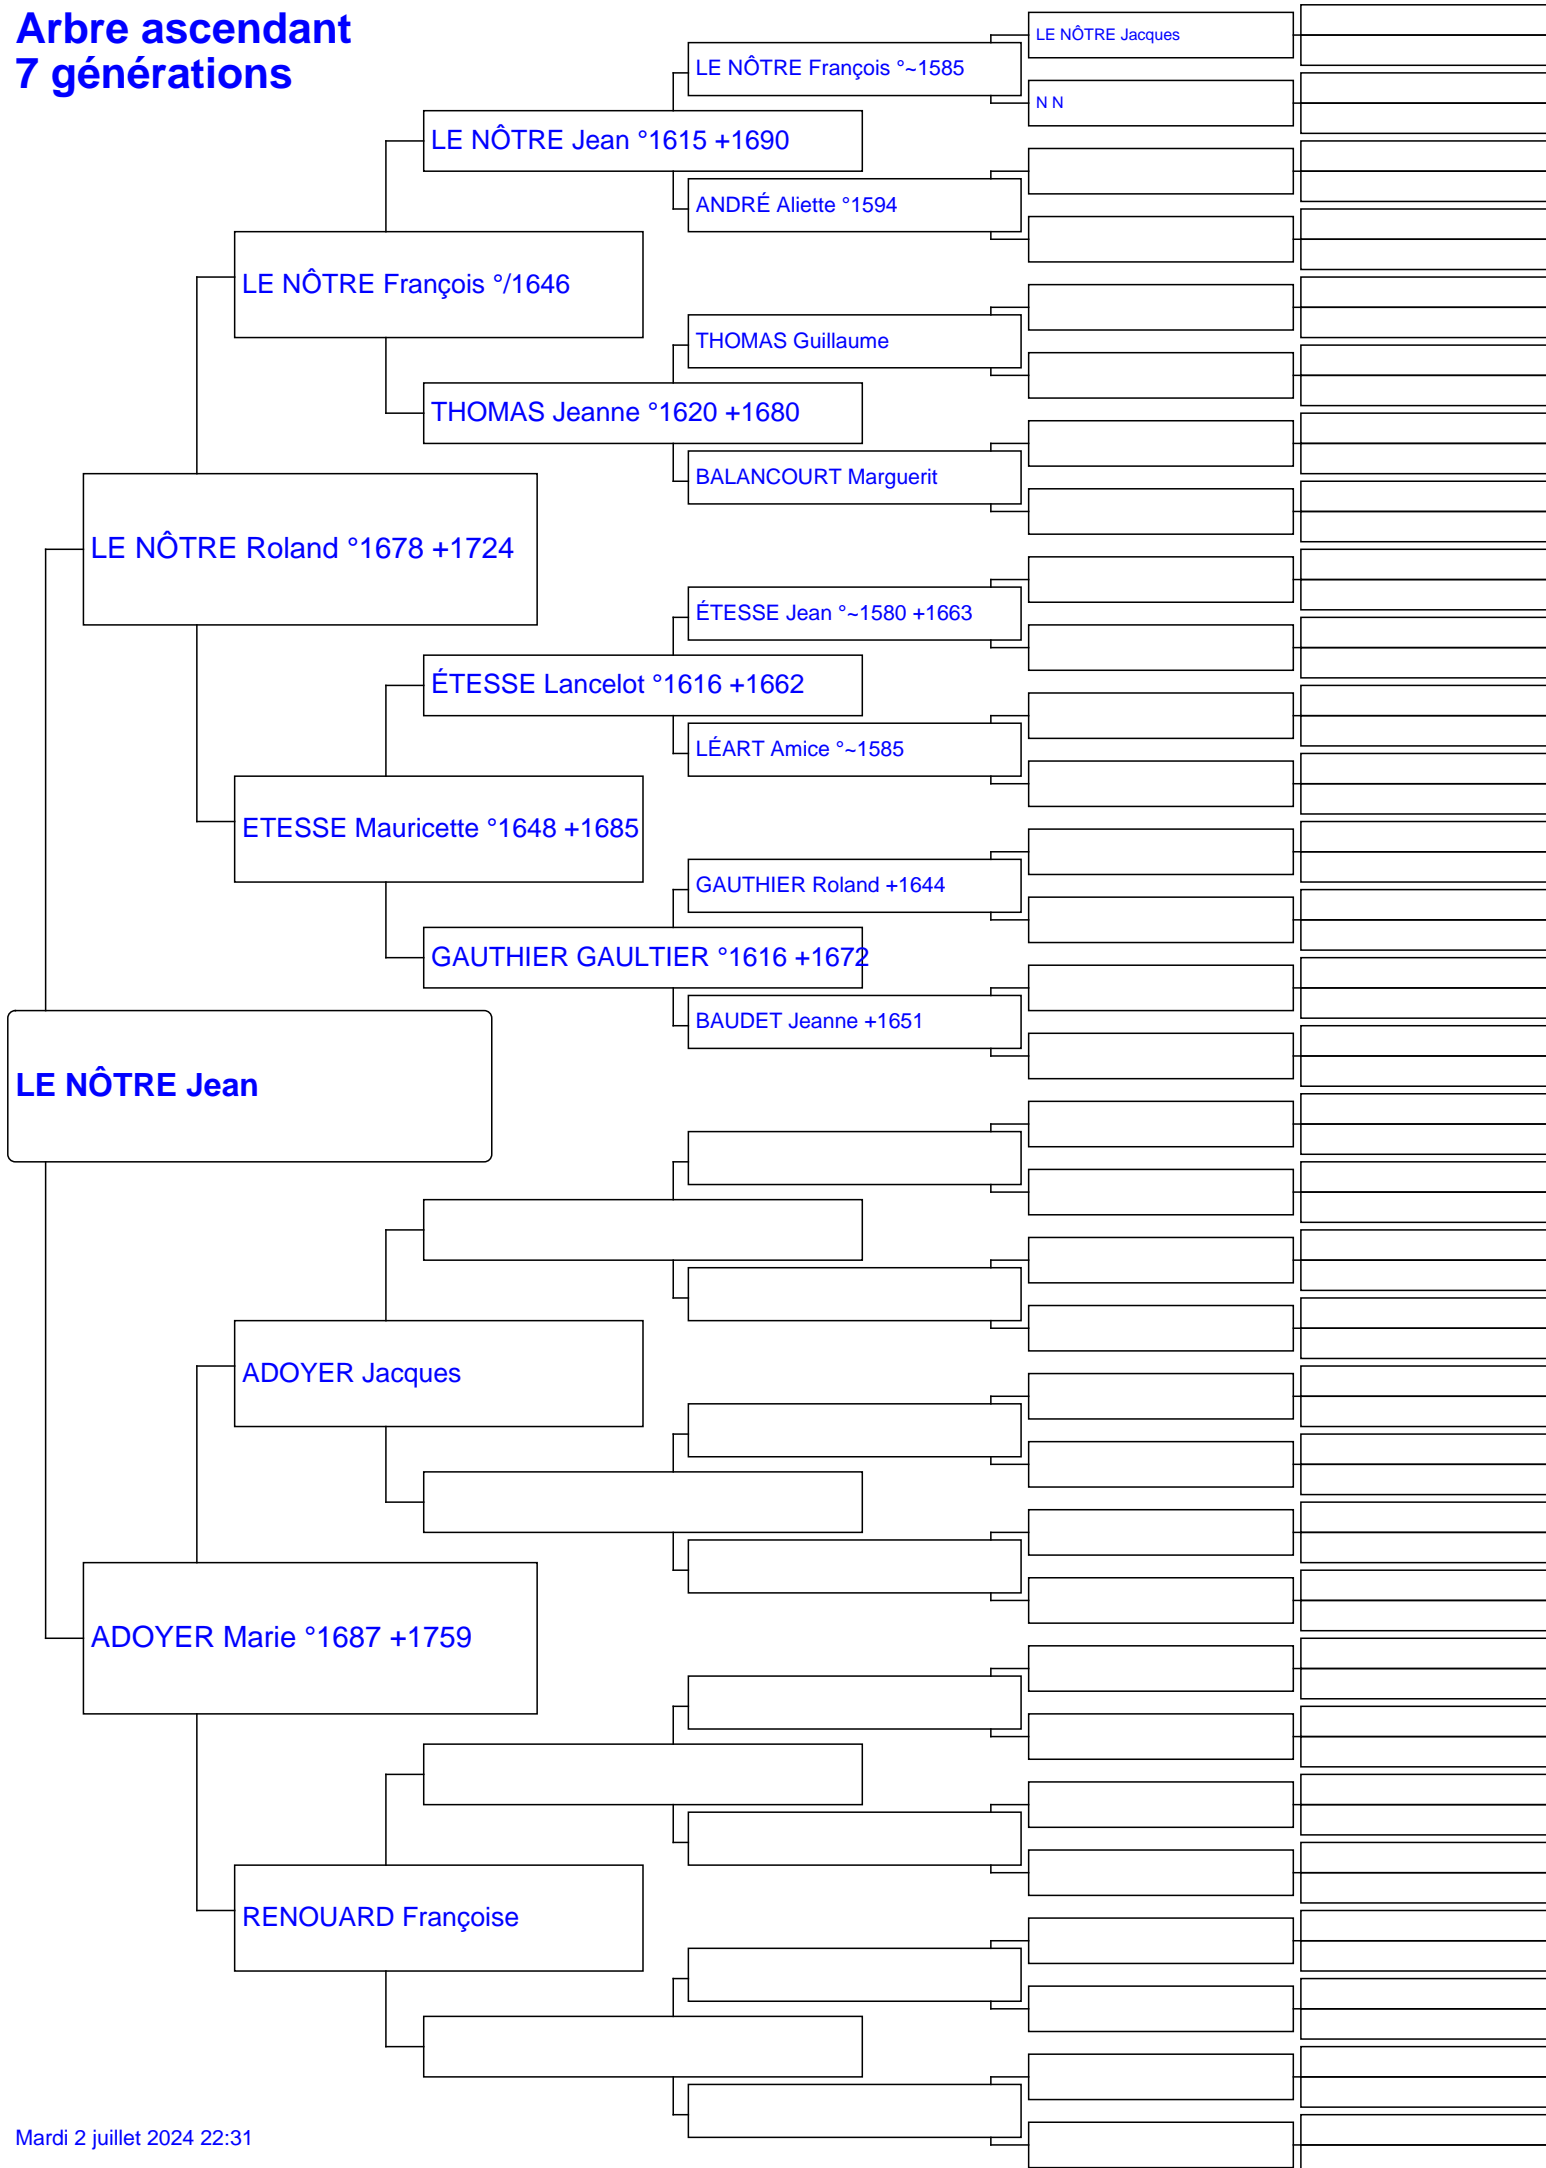 Arbre ascendant
7 générations
LE NÔTRE Jacques
LE NÔTRE François °~1585
N N
LE NÔTRE Jean °1615 +1690
ANDRÉ Aliette °1594
LE NÔTRE François °/1646
THOMAS Guillaume
THOMAS Jeanne °1620 +1680
BALANCOURT Marguerit
LE NÔTRE Roland °1678 +1724
ÉTESSE Jean °~1580 +1663
ÉTESSE Lancelot °1616 +1662
LÉART Amice °~1585
ETESSE Mauricette °1648 +1685
GAUTHIER Roland +1644
GAUTHIER GAULTIER °1616 +1672
BAUDET Jeanne +1651
LE NÔTRE Jean
ADOYER Jacques
ADOYER Marie °1687 +1759
RENOUARD Françoise
Mardi 2 juillet 2024 22:31